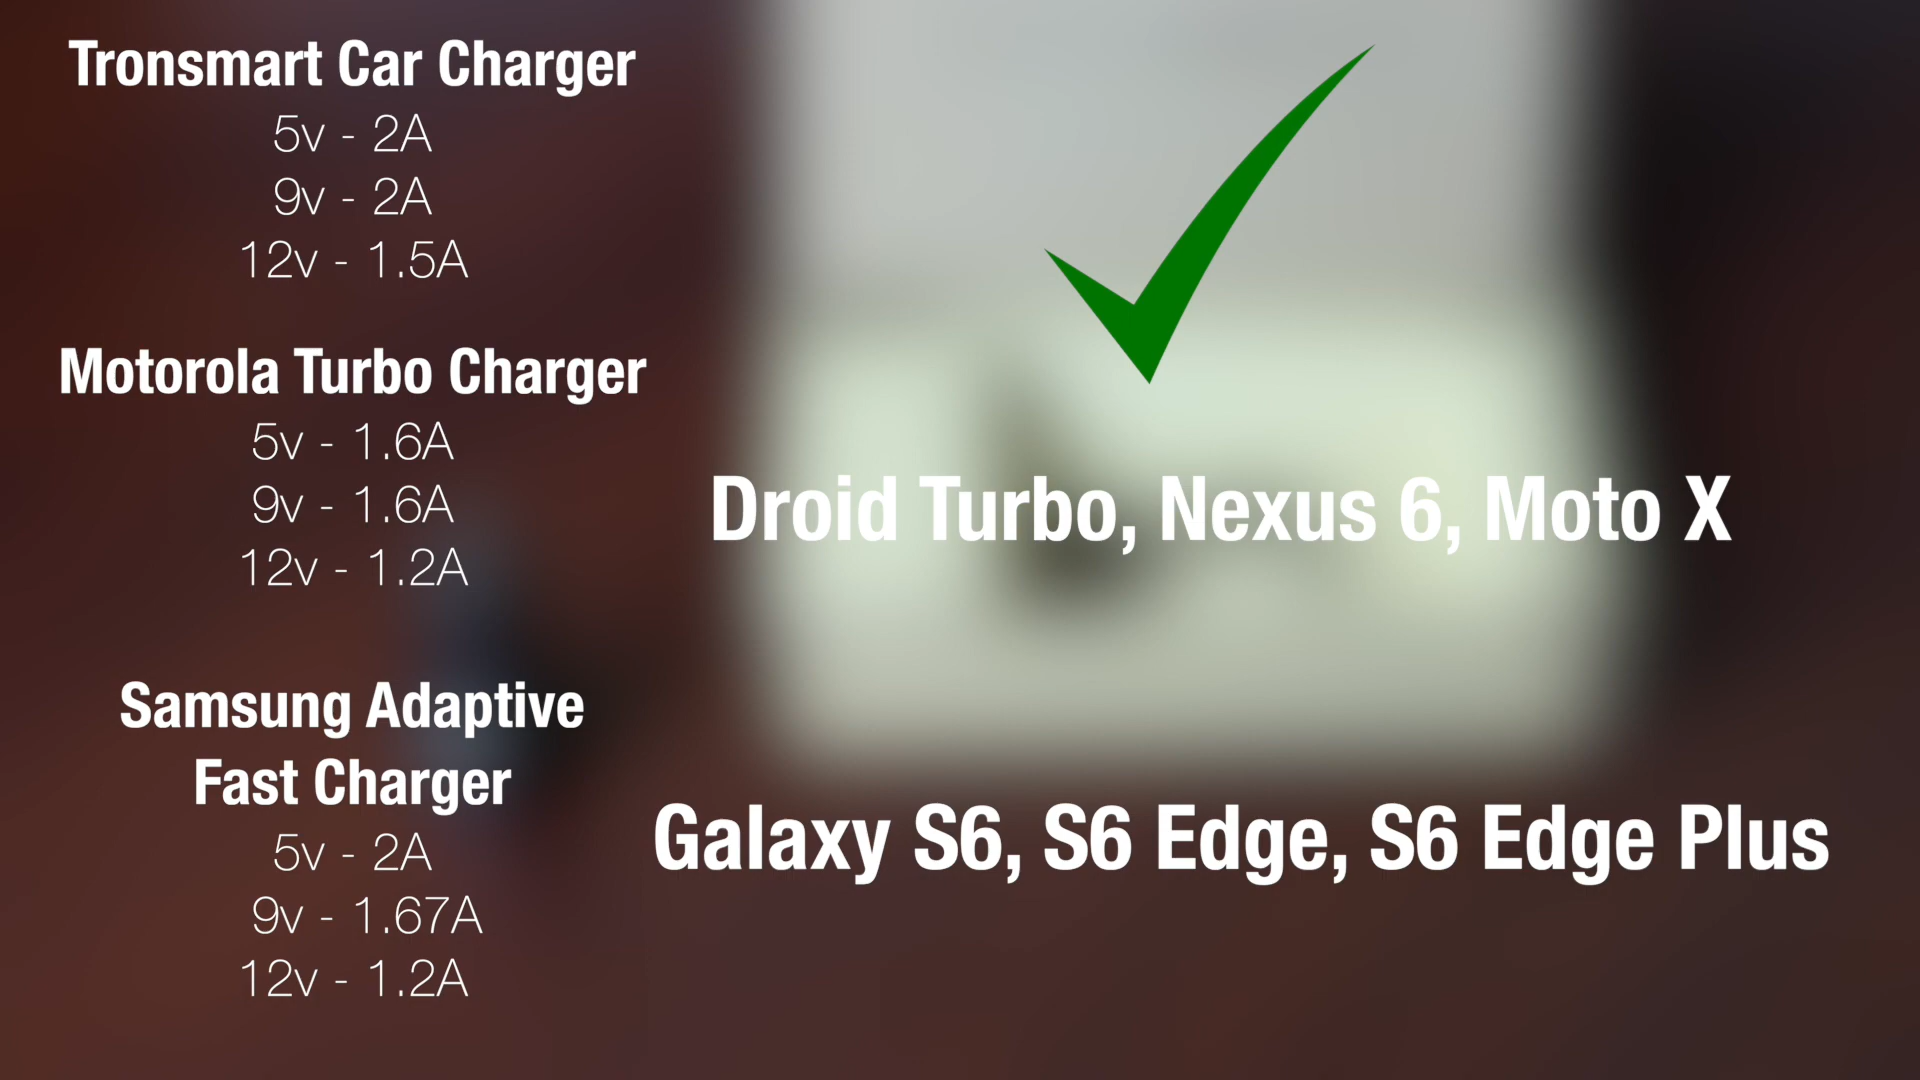 Tronsmart Car Charger
5v - 2A
9v - 2A
12v - 1.5A
Motorola Turbo Charger
5v - 1.6A
9v - 1.6A
12v - 1.2A
Droid Turbo, Nexus 6, Moto X
Samsung Adaptive
Fast Charger
5v - 2A
9v - 1.67A
12v - 1.2A
Galaxy S6, S6 Edge, S6 Edge Plus